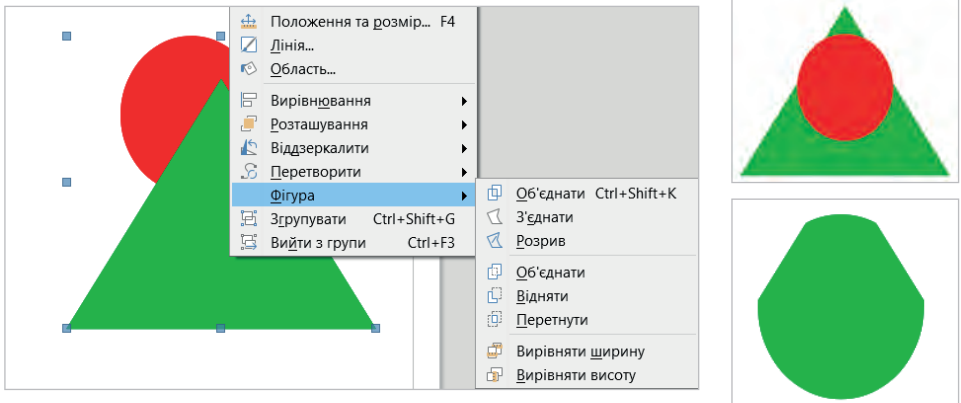 Положення та розмір... F4
Лінія...
Область...
Вирівнювання
Розташування
Віддзеркалити
Перетворити
Фігура
Згрупувати Ctrl+Shift+G
Вийти з групи Ctrl+F3
Об'єднати Ctrl+Shift+K
З'єднати
Розрив
Об'єднати
Відняти
Перетнути
Вирівняти ширину
Вирівняти висоту